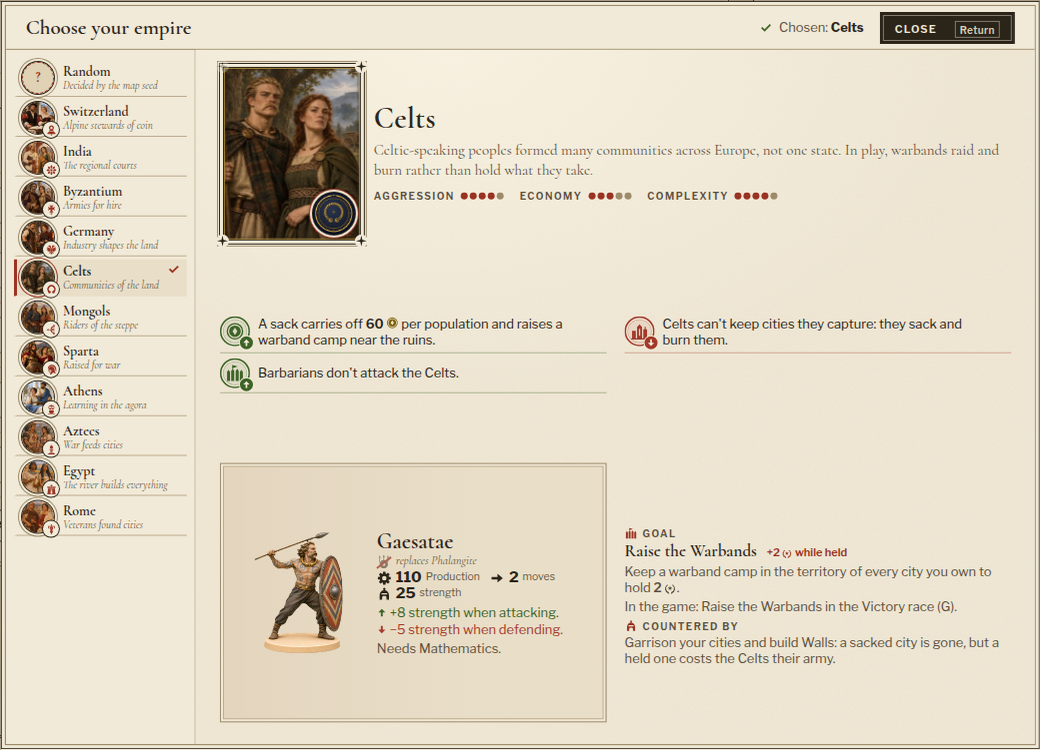 Choose your empire
Chosen: Celts
CLOSE Return
?
Random
Decided by the map seed
Switzerland
Alpine stewards of coin
India
The regional courts
Byzantium
Armies for hire
Germany
Industry shapes the land
Celts
Communities of the land
Mongols
Riders of the steppe
Sparta
Raised for war
Athens
Learning in the agora
Aztecs
War feeds cities
Egypt
The river builds everything
Rome
Veterans found cities
Celts
Celtic-speaking peoples formed many communities across Europe, not one state. In play, warbands raid and
burn rather than hold what they take.
AGGRESSION ECONOMY COMPLEXITY
A sack carries off 60 per population and raises a
warband camp near the ruins.
Barbarians don't attack the Celts.
Celts can't keep cities they capture: they sack and
burn them.
Gaesatae
replaces Phalangite
110 Production 2 moves
25 strength
+8 strength when attacking.
−5 strength when defending.
Needs Mathematics.
GOAL
Raise the Warbands +2 while held
Keep a warband camp in the territory of every city you own to
hold 2 .
In the game: Raise the Warbands in the Victory race (G).
COUNTERED BY
Garrison your cities and build Walls: a sacked city is gone, but a
held one costs the Celts their army.